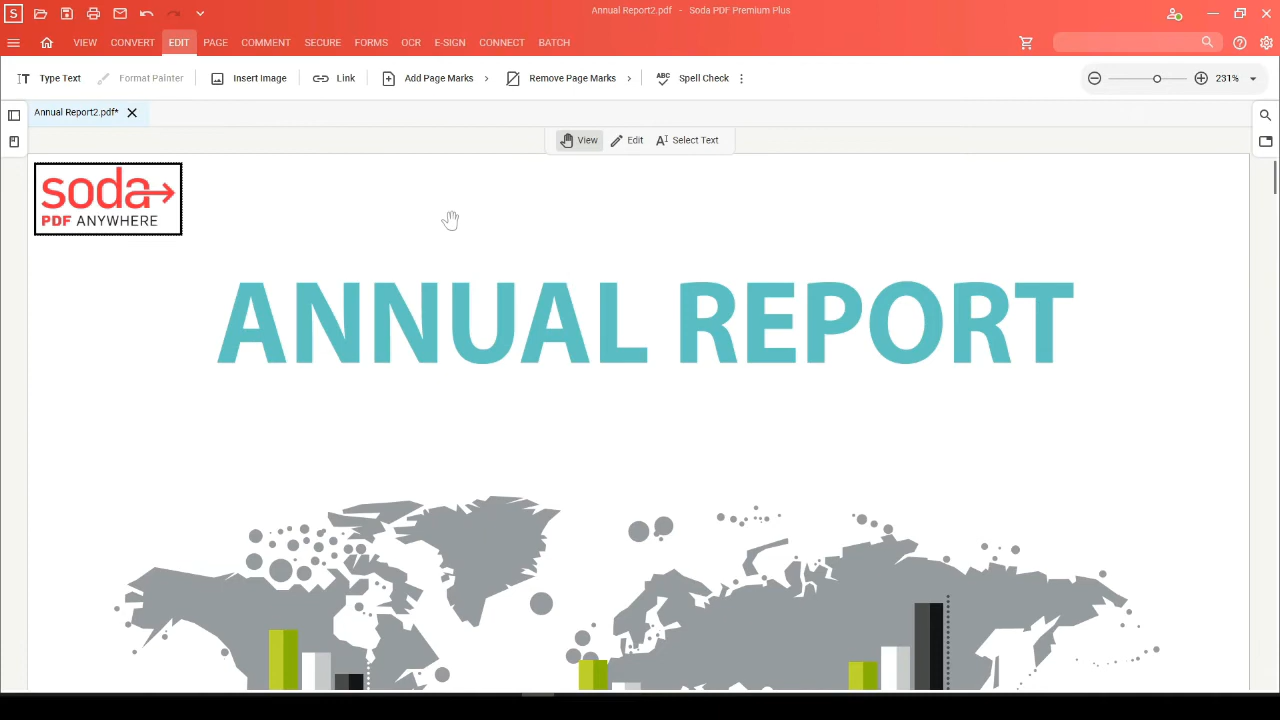 Annual Report2.pdf - Soda PDF Premium Plus
VIEW CONVERT EDIT PAGE COMMENT SECURE FORMS OCR E-SIGN CONNECT BATCH
Type Text Format Painter Insert Image Link Add Page Marks Remove Page Marks ABC Spell Check 231%
Annual Report2.pdf*
View Edit Select Text
soda
PDF ANYWHERE
ANNUAL REPORT